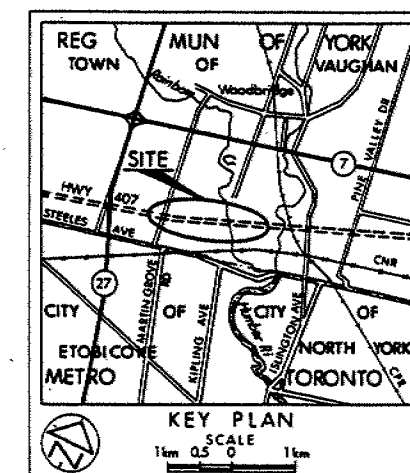 REG MUN OF YORK
TOWN OF VAUGHAN
Rainbow
Woodbridge
PINE VALLEY DR
SITE
7
HWY 407
STEELES AVE
CNR
27
MARTIN GROVE RD
KIPLING AVE
Humber
ISLINGTON AVE
CITY OF CITY OF
ETOBICOKE NORTH YORK
METRO TORONTO
CPR
KEY PLAN
SCALE
1km 0.5 0 1km